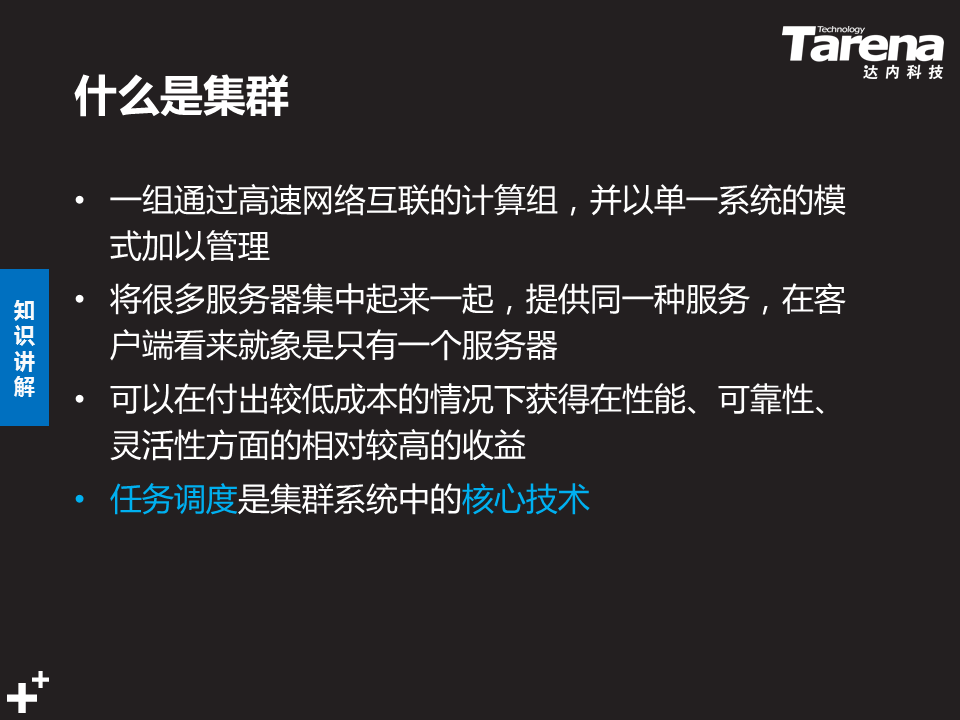 Technology
Tarena
达内科技
什么是集群
• 一组通过高速网络互联的计算组，并以单一系统的模
式加以管理
• 将很多服务器集中起来一起，提供同一种服务，在客
户端看来就象是只有一个服务器
• 可以在付出较低成本的情况下获得在性能、可靠性、
灵活性方面的相对较高的收益
• 任务调度是集群系统中的核心技术
知
识
讲
解